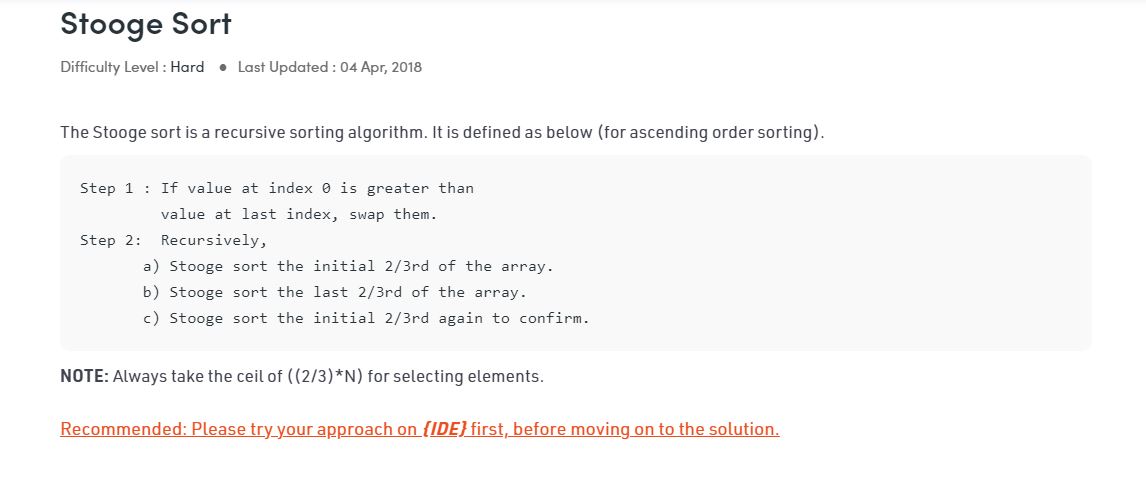 Stooge Sort
Difficulty Level : Hard ● Last Updated : 04 Apr, 2018
The Stooge sort is a recursive sorting algorithm. It is defined as below (for ascending order sorting).
Step 1 : If value at index 0 is greater than
value at last index, swap them.
Step 2: Recursively,
a) Stooge sort the initial 2/3rd of the array.
b) Stooge sort the last 2/3rd of the array.
c) Stooge sort the initial 2/3rd again to confirm.
NOTE: Always take the ceil of ((2/3)*N) for selecting elements.
Recommended: Please try your approach on {IDE} first, before moving on to the solution.